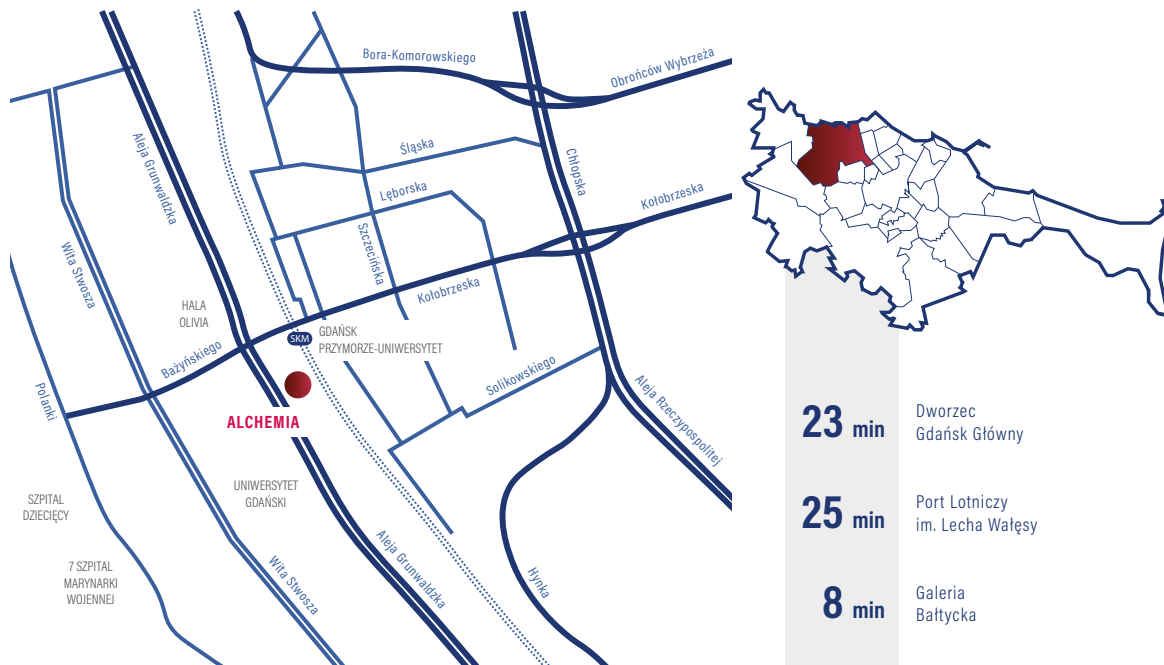 Bora-Komorowskiego
Obrońców Wybrzeża
Aleja Grunwaldzka
Śląska
Chłopska
Lęborska
Kołobrzeska
Szczecińska
Wita Stwosza
Kołobrzeska
HALA
OLIVIA
SKM
GDAŃSK
PRZYMORZE-UNIWERSYTET
Bażyńskiego
Polanki
Solikowskiego
Aleja Rzeczypospolitej
ALCHEMIA
UNIWERSYTET
GDAŃSKI
SZPITAL
DZIECIĘCY
7 SZPITAL
MARYNARKI
WOJENNEJ
Wita Stwosza
Aleja Grunwaldzka
Hynka
23 min
Dworzec
Gdańsk Główny
25 min
Port Lotniczy
im. Lecha Wałęsy
8 min
Galeria
Bałtycka